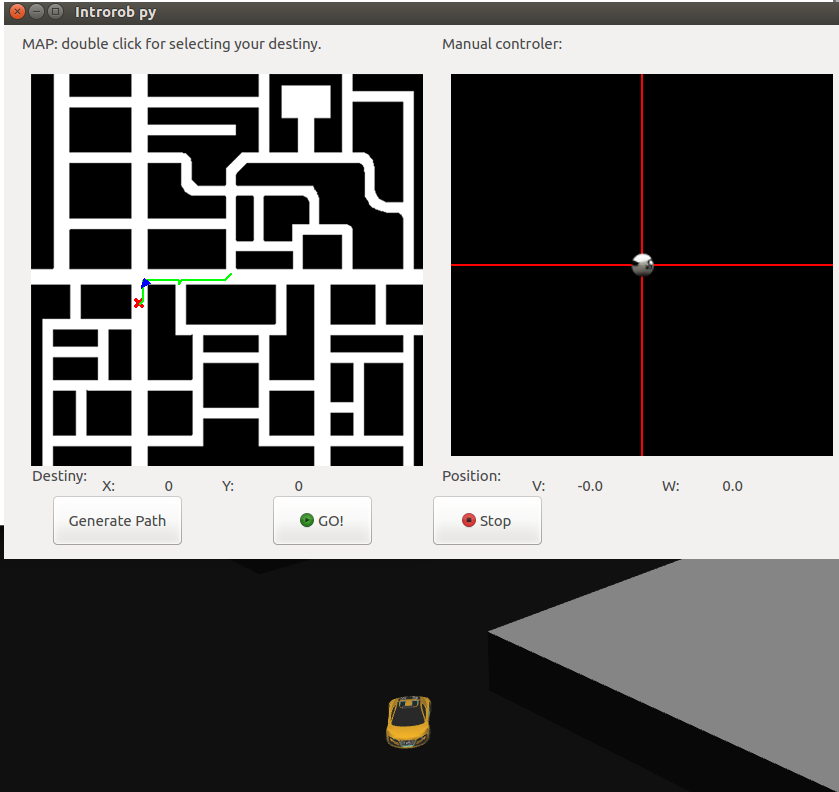 Introrob py
MAP: double click for selecting your destiny.
Manual controler:
Destiny:
X: 0 Y: 0
Position:
V: -0.0 W: 0.0
Generate Path
GO!
Stop